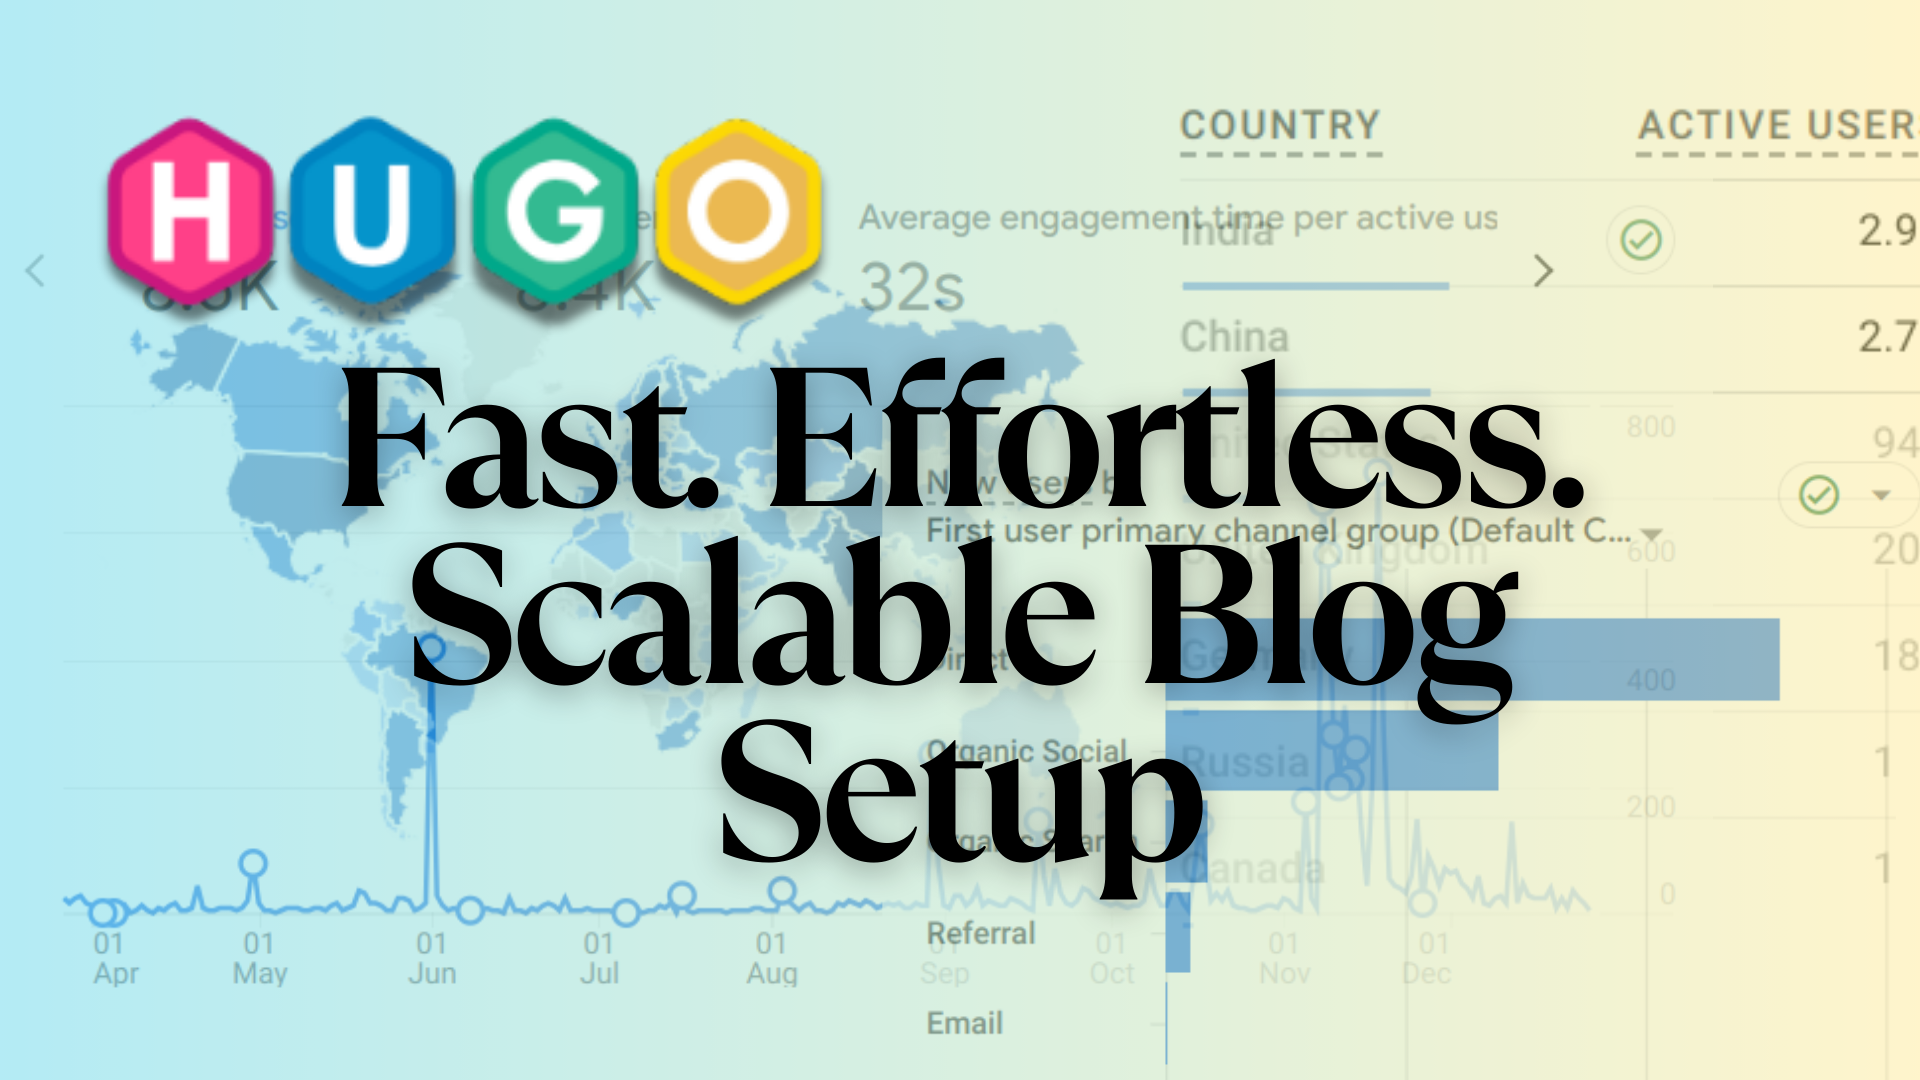 HUGO
COUNTRY
ACTIVE USER
Average engagement time per active us
India
2.9
32s
China
2.7
Fast. Effortless.
800
94
First user primary channel group (Default C...
600
20
Scalable Blog
Direct
Germany
18
400
Setup
Organic Social
Russia
1
200
Canada
1
0
Referral
01 Apr
01 May
01 Jun
01 Jul
01 Aug
01 Sep
01 Oct
01 Nov
01 Dec
Email